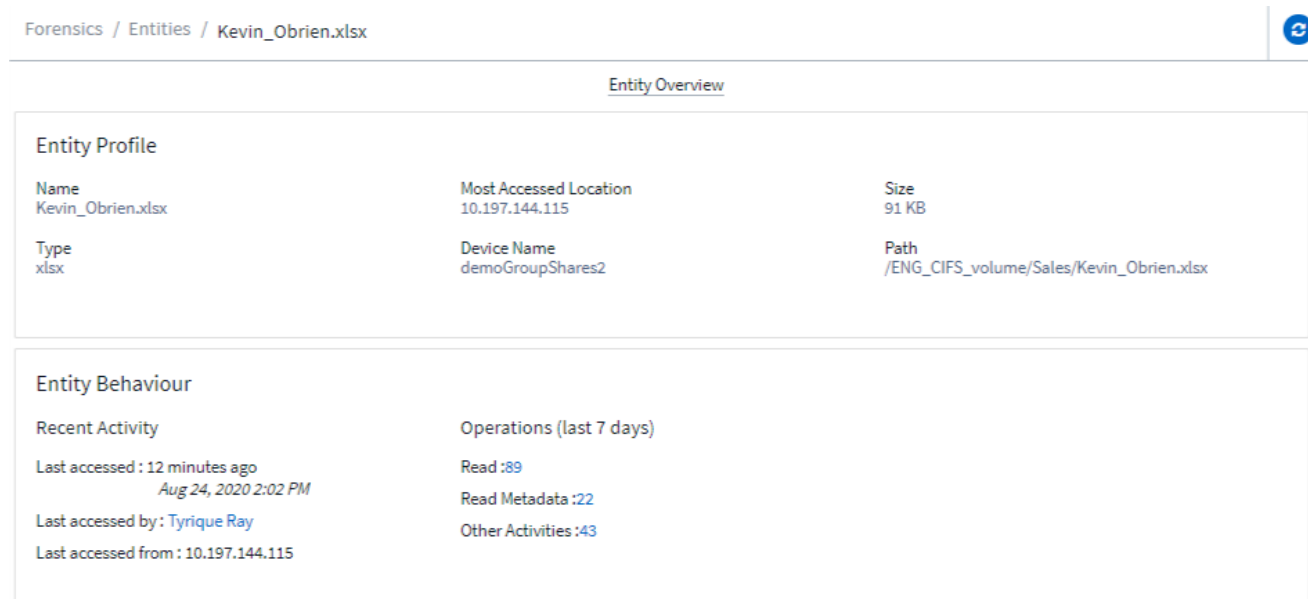 Forensics / Entities / Kevin_Obrien.xlsx
Entity Overview
Entity Profile
Name
Kevin_Obrien.xlsx
Most Accessed Location
10.197.144.115
Size
91 KB
Type
xlsx
Device Name
demoGroupShares2
Path
/ENG_CIFS_volume/Sales/Kevin_Obrien.xlsx
Entity Behaviour
Recent Activity
Last accessed : 12 minutes ago
Aug 24, 2020 2:02 PM
Last accessed by : Tyrique Ray
Last accessed from : 10.197.144.115
Operations (last 7 days)
Read :89
Read Metadata :22
Other Activities :43